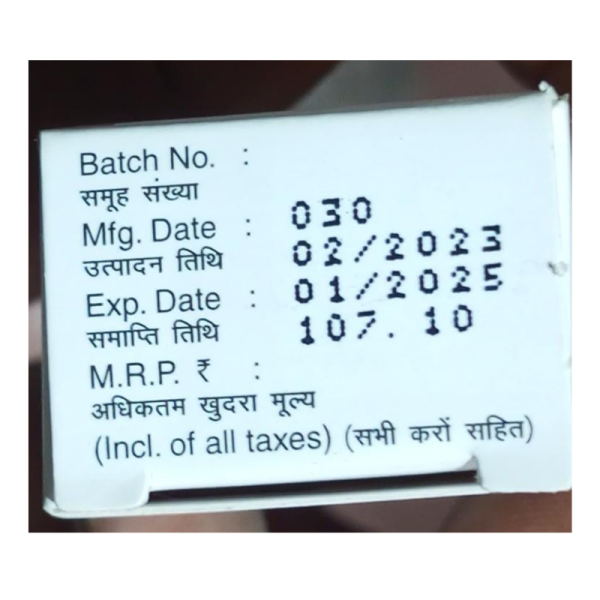 Batch No. :
समूह संख्या
030
Mfg. Date :
02/2023
उत्पादन तिथि
01/2025
Exp. Date :
107.10
समाप्ति तिथि
M.R.P. ₹ :
अधिकतम खुदरा मूल्य
(Incl. of all taxes) (सभी करों सहित)